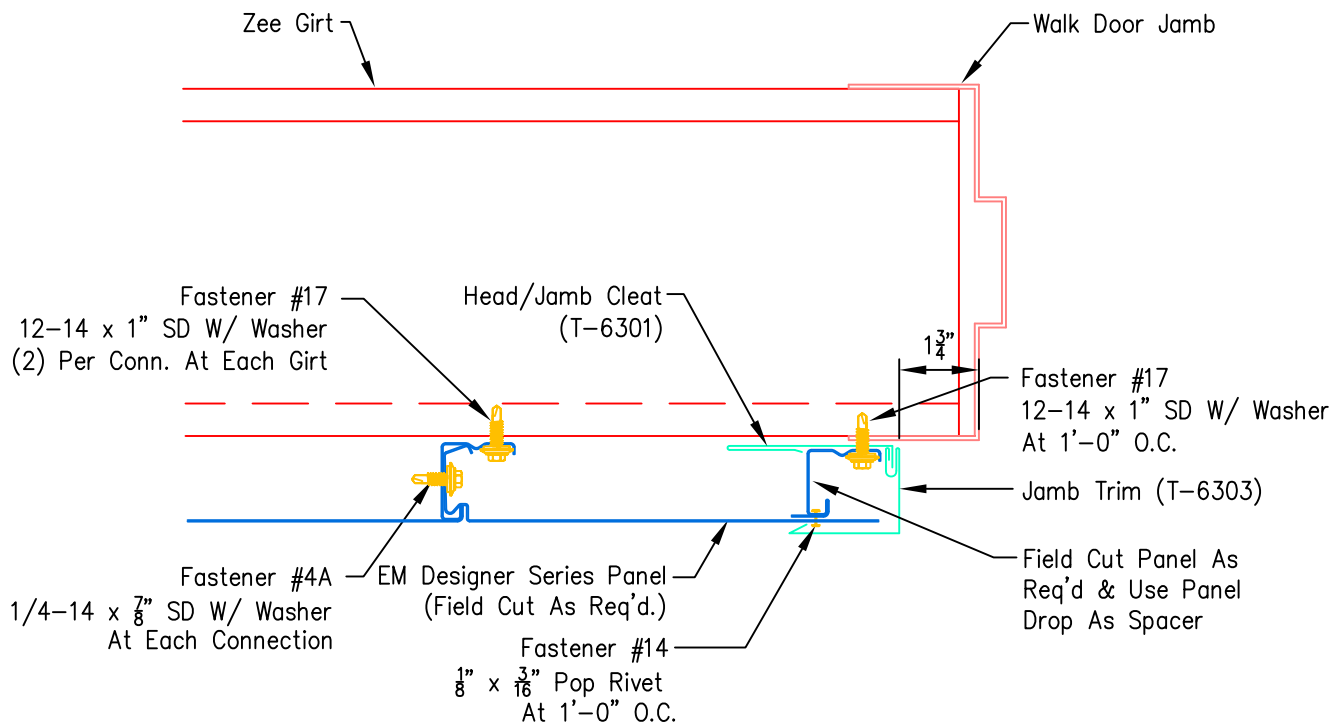 Zee Girt
Walk Door Jamb
Fastener #17
12-14 x 1" SD W/ Washer
(2) Per Conn. At Each Girt
Head/Jamb Cleat
(T-6301)
1 3/4"
Fastener #17
12-14 x 1" SD W/ Washer
At 1'-0" O.C.
Jamb Trim (T-6303)
Fastener #4A
1/4-14 x 7/8" SD W/ Washer
At Each Connection
EM Designer Series Panel
(Field Cut As Req'd.)
Fastener #14
1/8" x 3/16" Pop Rivet
At 1'-0" O.C.
Field Cut Panel As
Req'd & Use Panel
Drop As Spacer